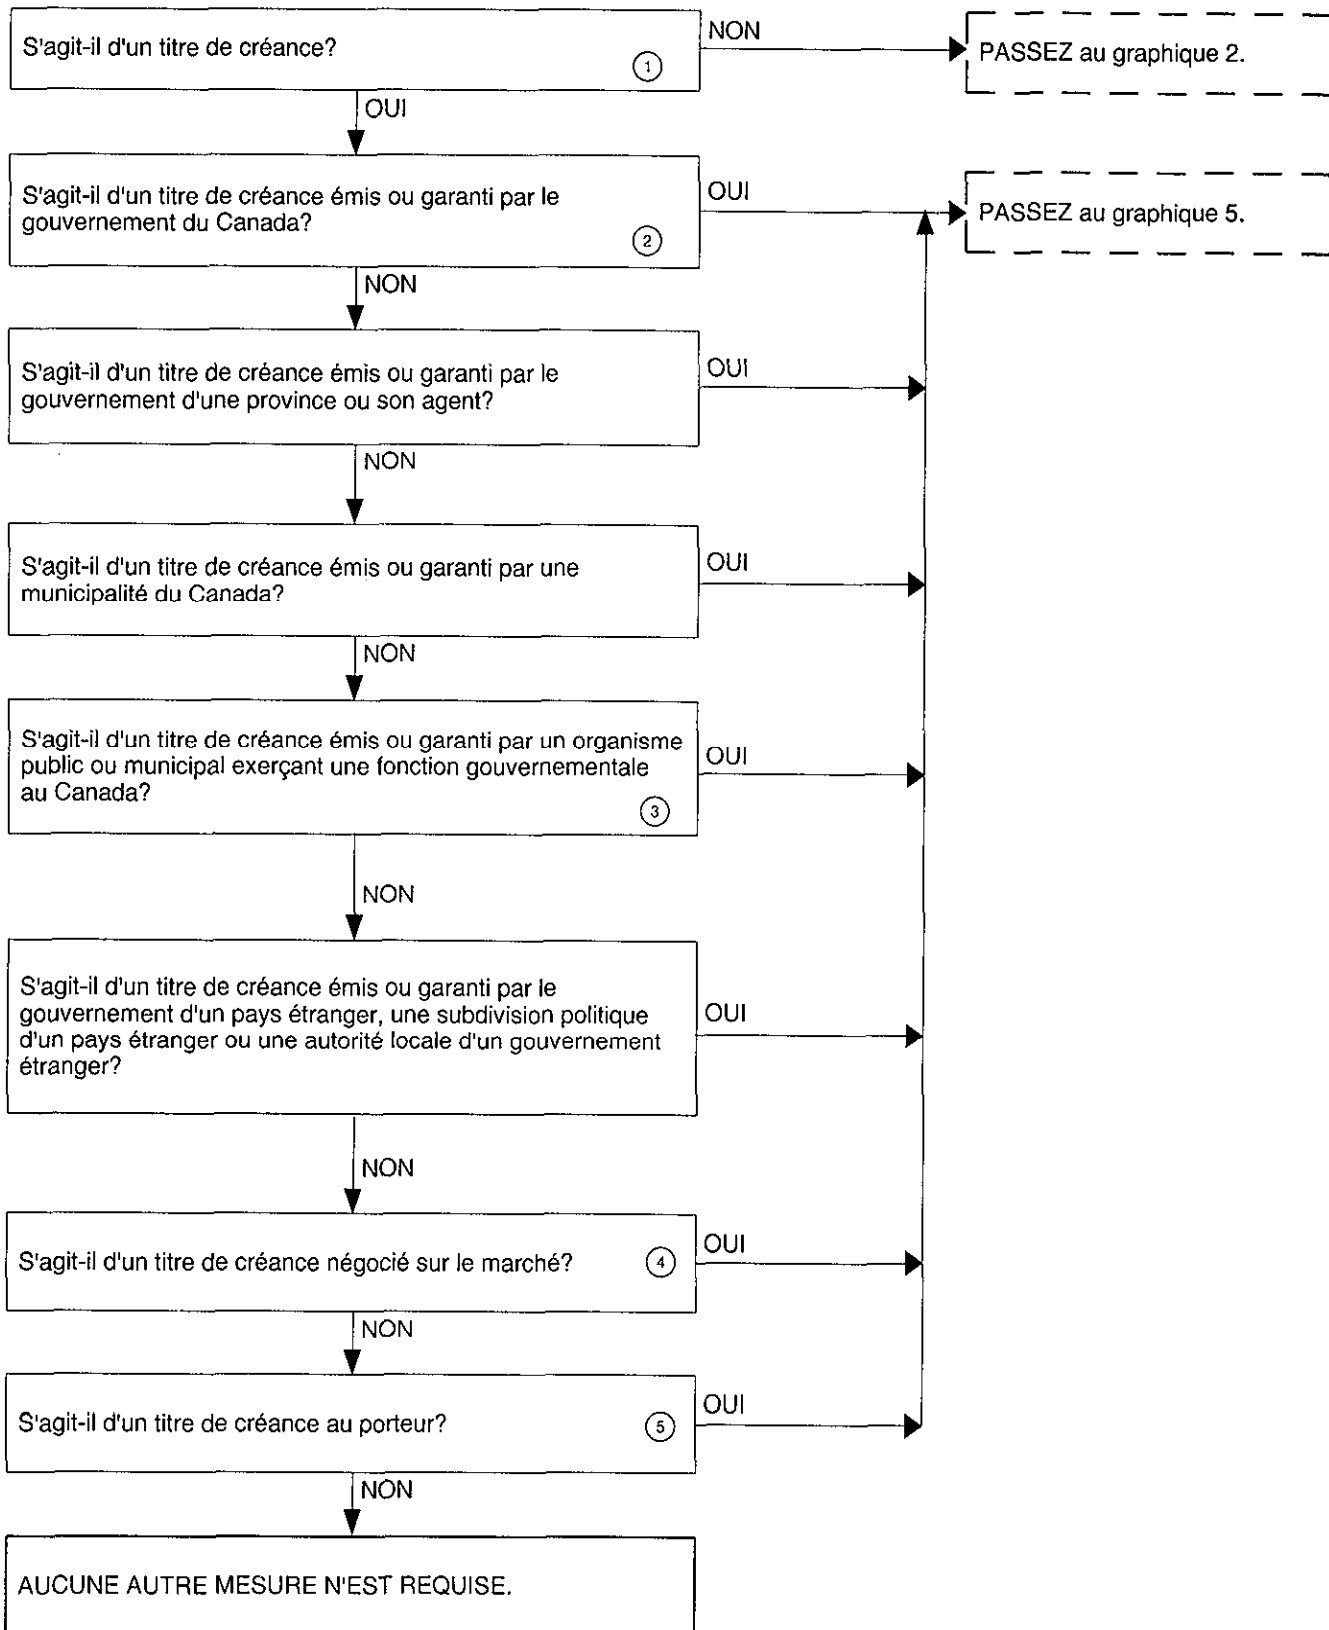 S'agit-il d'un titre de créance?
①
NON
PASSEZ au graphique 2.
OUI
S'agit-il d'un titre de créance émis ou garanti par le
gouvernement du Canada?
②
OUI
PASSEZ au graphique 5.
NON
S'agit-il d'un titre de créance émis ou garanti par le
gouvernement d'une province ou son agent?
OUI
NON
S'agit-il d'un titre de créance émis ou garanti par une
municipalité du Canada?
OUI
NON
S'agit-il d'un titre de créance émis ou garanti par un organisme
public ou municipal exerçant une fonction gouvernementale
au Canada?
③
OUI
NON
S'agit-il d'un titre de créance émis ou garanti par le
gouvernement d'un pays étranger, une subdivision politique
d'un pays étranger ou une autorité locale d'un gouvernement
étranger?
OUI
NON
S'agit-il d'un titre de créance négocié sur le marché?
④
OUI
NON
S'agit-il d'un titre de créance au porteur?
⑤
OUI
NON
AUCUNE AUTRE MESURE N'EST REQUISE.